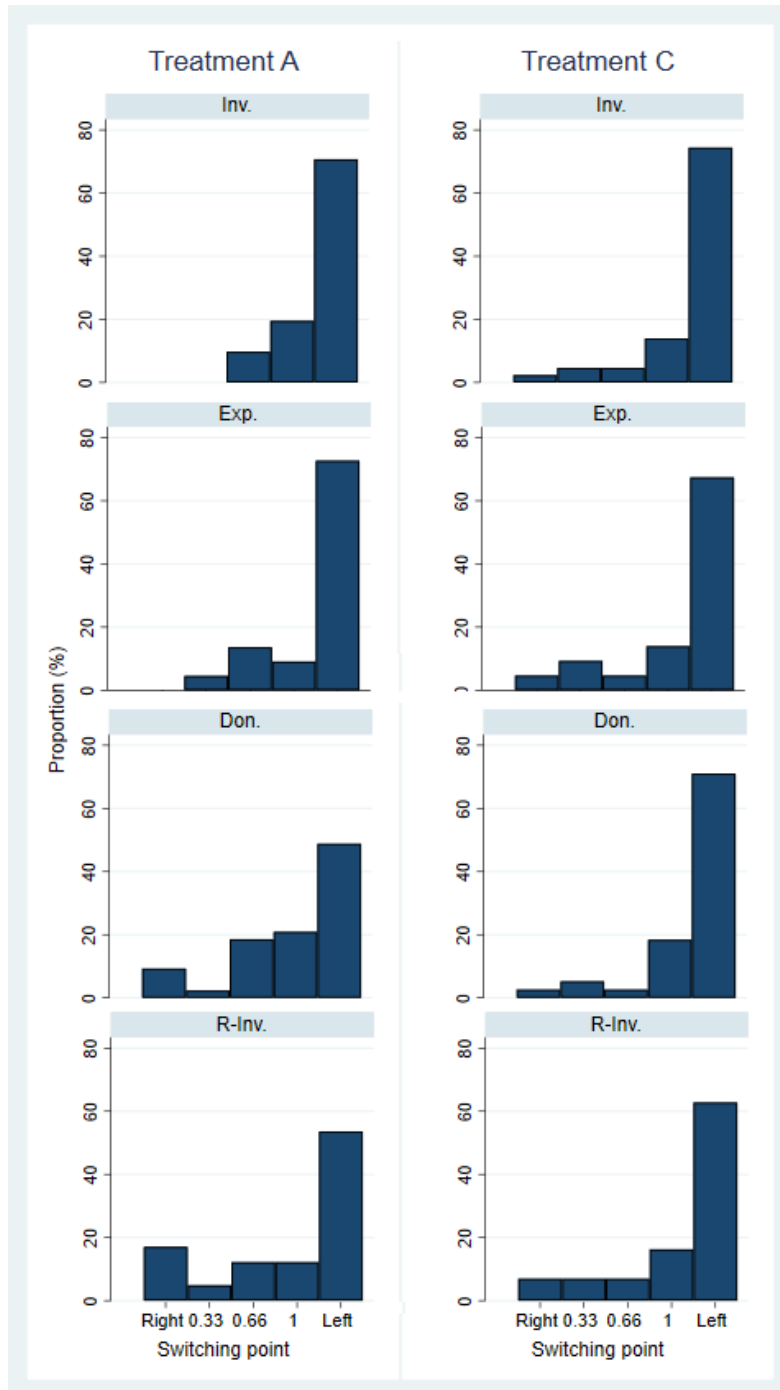 Treatment A Treatment C
Inv. Inv.
80 80
60 60
40 40
20 20
0 0
Exp. Exp.
80 80
60 60
40 40
20 20
0 0
Proportion (%)
Don. Don.
80 80
60 60
40 40
20 20
0 0
R-Inv. R-Inv.
80 80
60 60
40 40
20 20
0 0
Right 0.33 0.66 1 Left Right 0.33 0.66 1 Left
Switching point Switching point